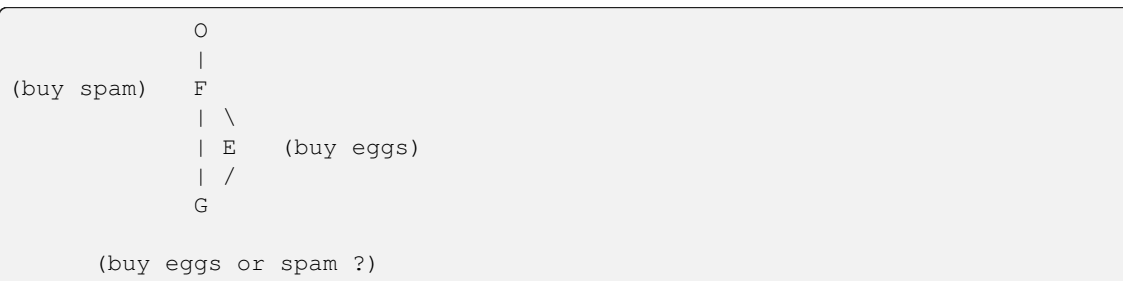 O
|
(buy spam) F
| \
| E (buy eggs)
| /
G
(buy eggs or spam ?)